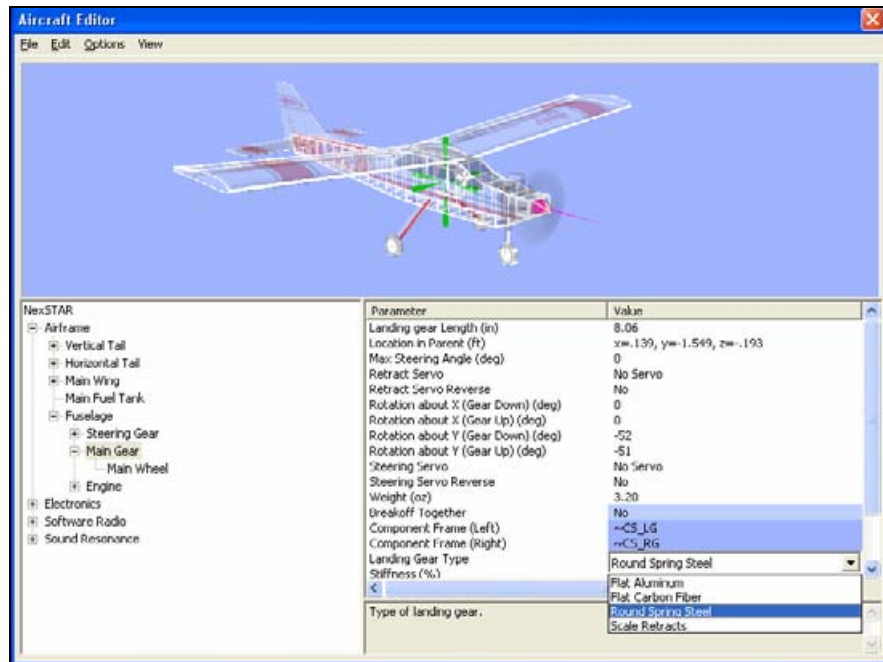 Aircraft Editor
File Edit Options View
NexSTAR
Airframe
Vertical Tail
Horizontal Tail
Main Wing
Main Fuel Tank
Fuselage
Steering Gear
Main Gear
Main Wheel
Engine
Electronics
Software Radio
Sound Resonance
Parameter Value
Landing gear Length (in) 8.06
Location in Parent (ft) x=.139, y=-1.549, z=-.193
Max Steering Angle (deg) 0
Retract Servo No Servo
Retract Servo Reverse No
Rotation about X (Gear Down) (deg) 0
Rotation about X (Gear Up) (deg) 0
Rotation about Y (Gear Down) (deg) -52
Rotation about Y (Gear Up) (deg) -51
Steering Servo No Servo
Steering Servo Reverse No
Weight (oz) 3.20
Breakoff Together No
Component Frame (Left) ~CS_LG
Component Frame (Right) ~CS_RG
Landing Gear Type Round Spring Steel
Stiffness (%)
Flat Aluminum
Flat Carbon Fiber
Round Spring Steel
Scale Retracts
Type of landing gear.